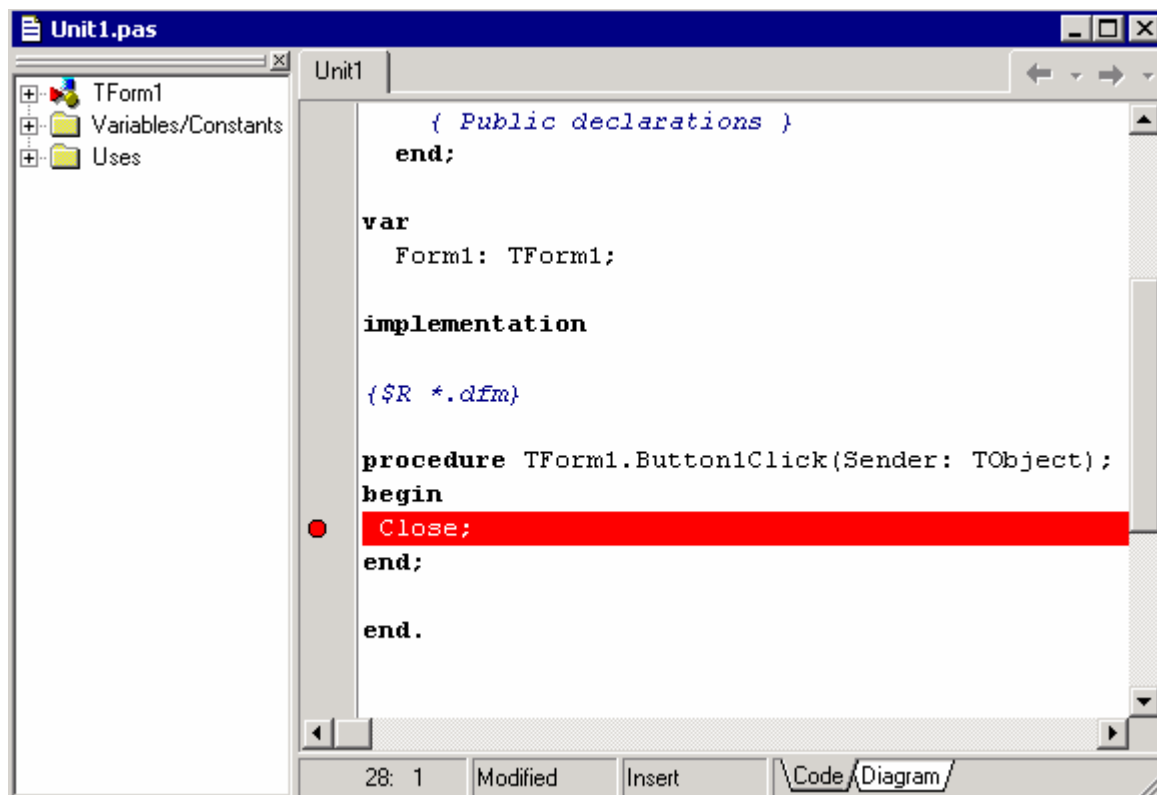 Unit1.pas
TForm1
Variables/Constants
Uses
Unit1
{ Public declarations }
end;
var
Form1: TForm1;
implementation
{$R *.dfm}
procedure TForm1.Button1Click(Sender: TObject);
begin
Close;
end;
end.
28: 1 Modified Insert Code Diagram